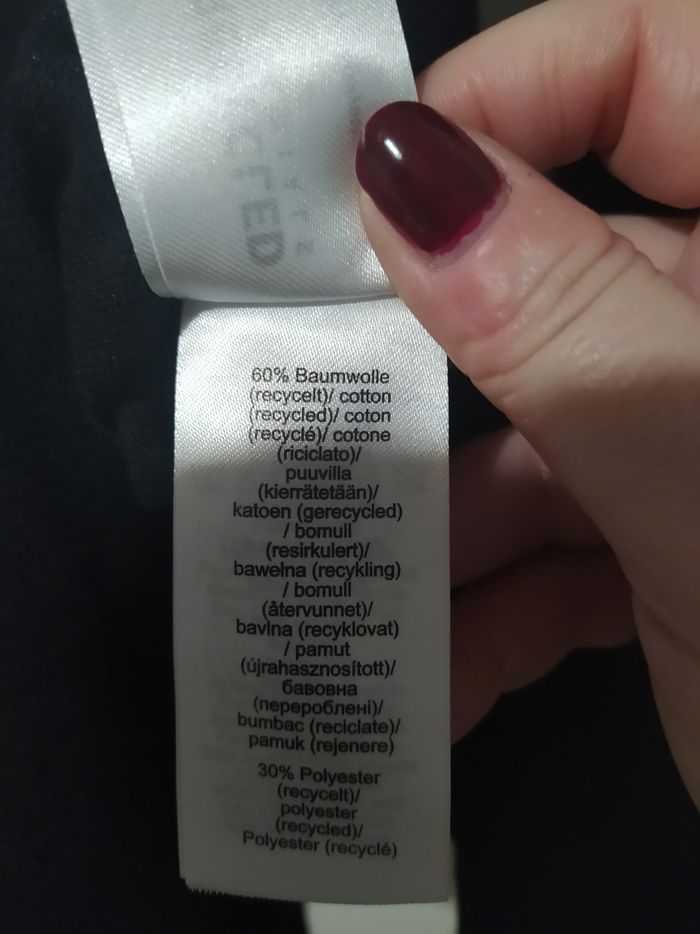 60% Baumwolle
(recycelt)/ cotton
(recycled)/ coton
(recyclé)/ cotone
(riciclato)/
puuvilla
(kierrätetään)/
katoen (gerecycled)
/ bomull
(resirkulert)/
bawełna (recykling)
/ bomull
(återvunnet)/
bavlna (recyklovat)
/ pamut
(újrahasznosított)/
бавовна
(перероблені)/
bumbac (reciclate)/
pamuk (rejenere)
30% Polyester
(recycelt)/
polyester
(recycled)/
Polyester (recyclé)